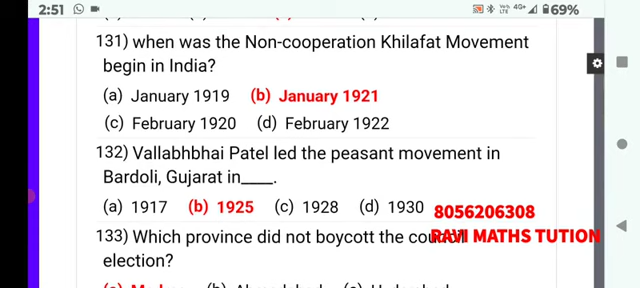 2:51 4G+ 69%
131) when was the Non-cooperation Khilafat Movement
begin in India?
(a) January 1919 (b) January 1921
(c) February 1920 (d) February 1922
132) Vallabhbhai Patel led the peasant movement in
Bardoli, Gujarat in____.
(a) 1917 (b) 1925 (c) 1928 (d) 1930
8056206308
133) Which province did not boycott the council
RAVI MATHS TUTION
election?